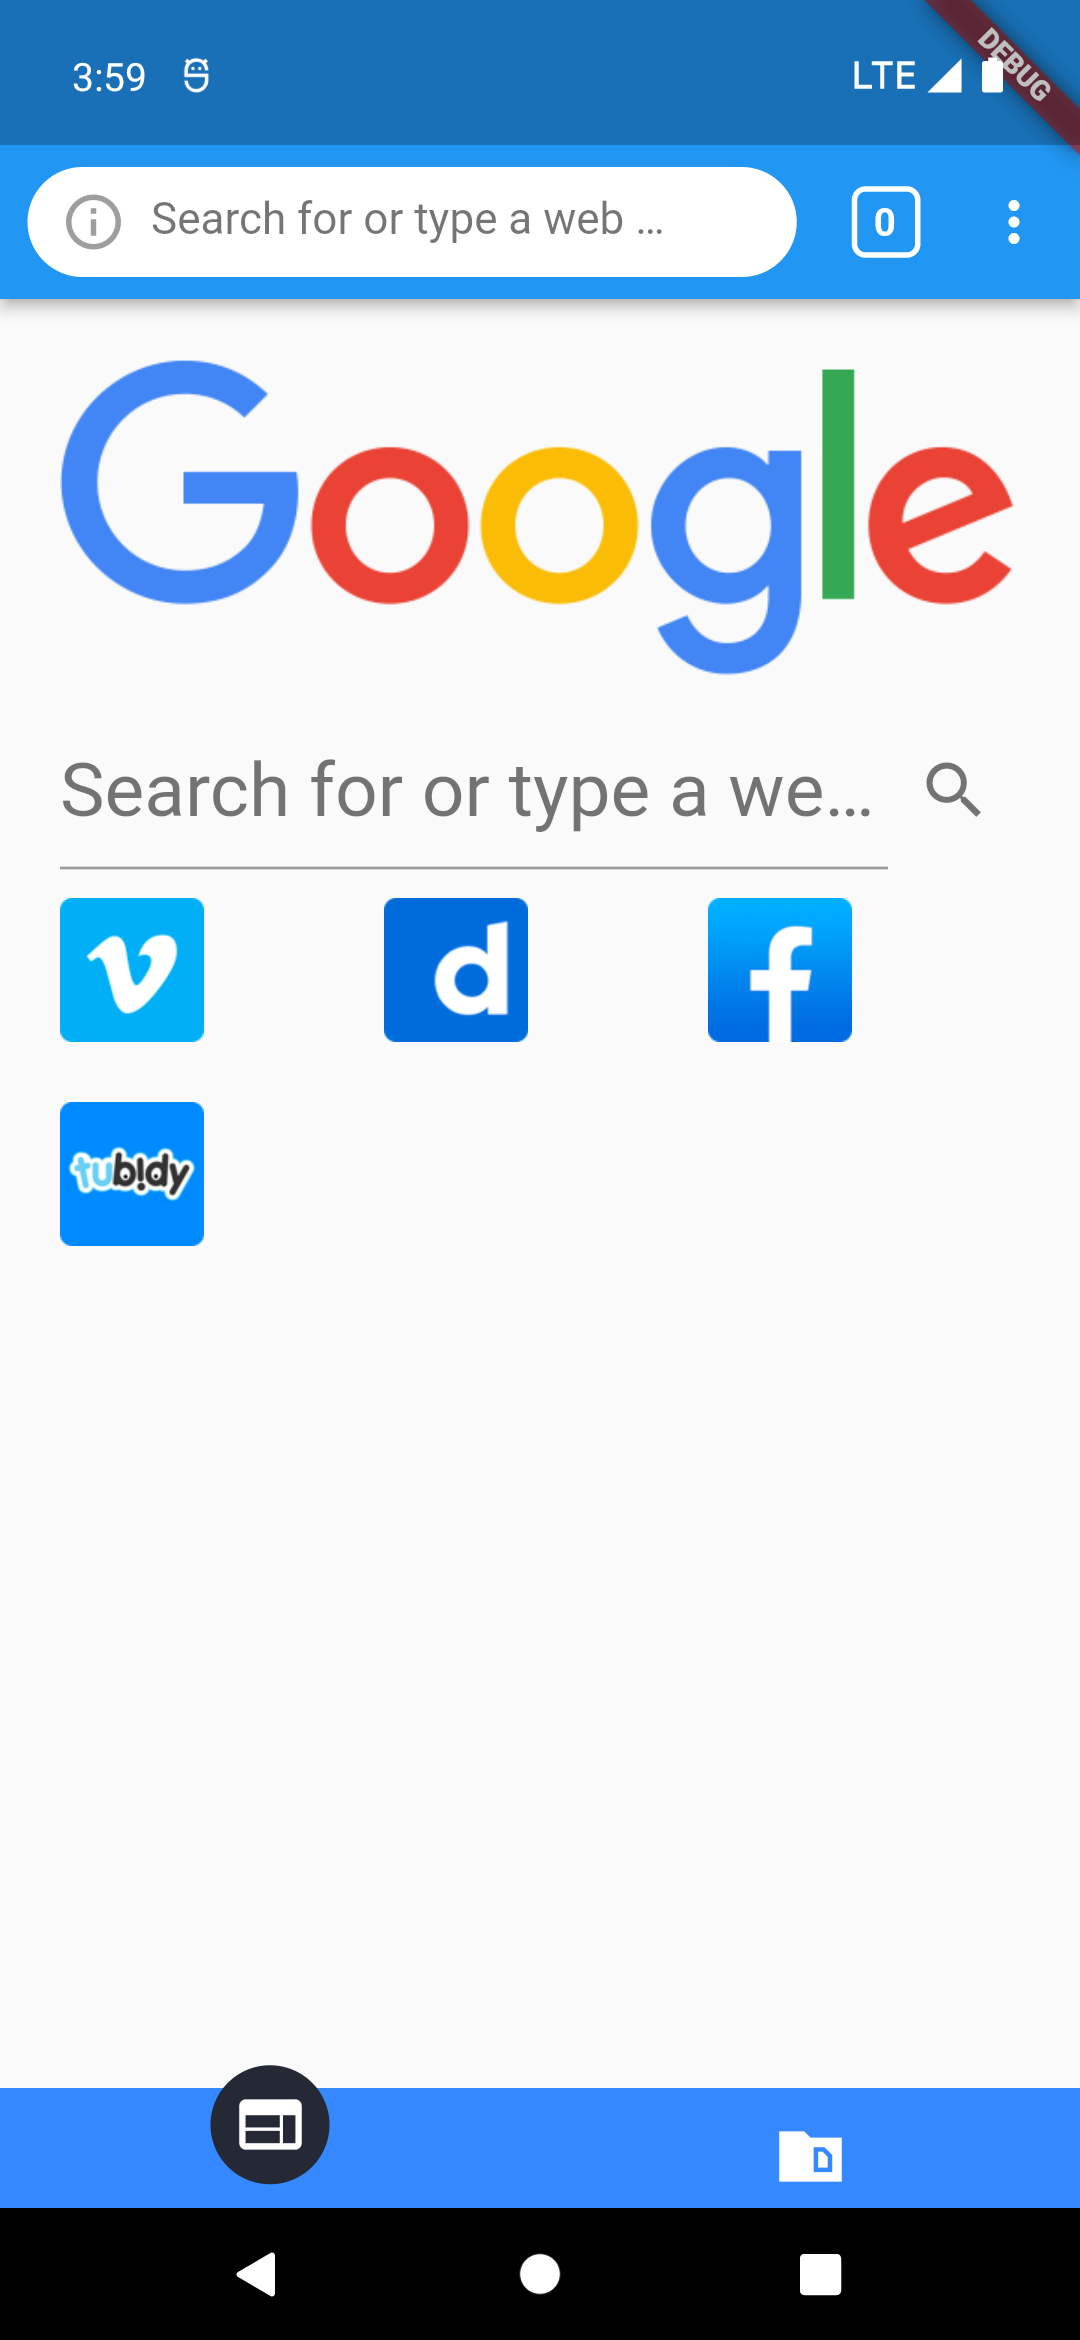 3:59 LTE DEBUG
Search for or type a web ... 0
Google
Search for or type a we...
v d f
tubidy